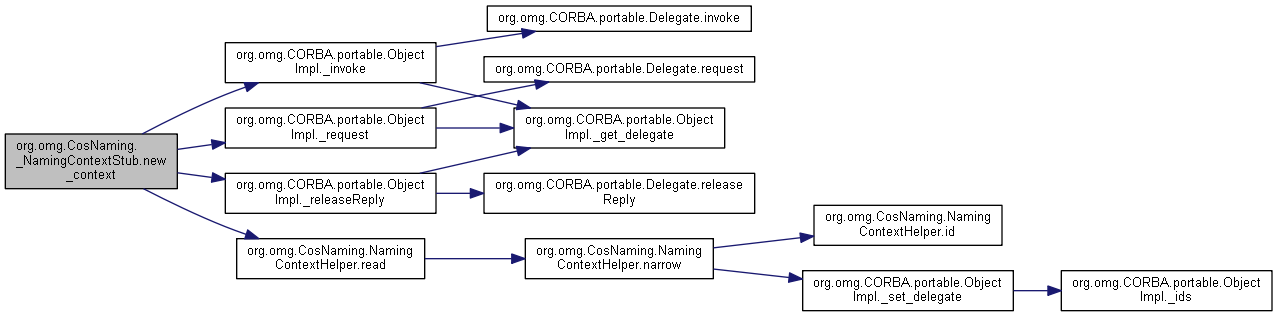 org.omg.CORBA.portable.Delegate.invoke
org.omg.CORBA.portable.Object
Impl._invoke
org.omg.CORBA.portable.Delegate.request
org.omg.CORBA.portable.Object
Impl._request
org.omg.CORBA.portable.Object
Impl._get_delegate
org.omg.CosNaming.
_NamingContextStub.new
_context
org.omg.CORBA.portable.Object
Impl._releaseReply
org.omg.CORBA.portable.Delegate.release
Reply
org.omg.CosNaming.Naming
ContextHelper.id
org.omg.CosNaming.Naming
ContextHelper.read
org.omg.CosNaming.Naming
ContextHelper.narrow
org.omg.CORBA.portable.Object
Impl._set_delegate
org.omg.CORBA.portable.Object
Impl._ids